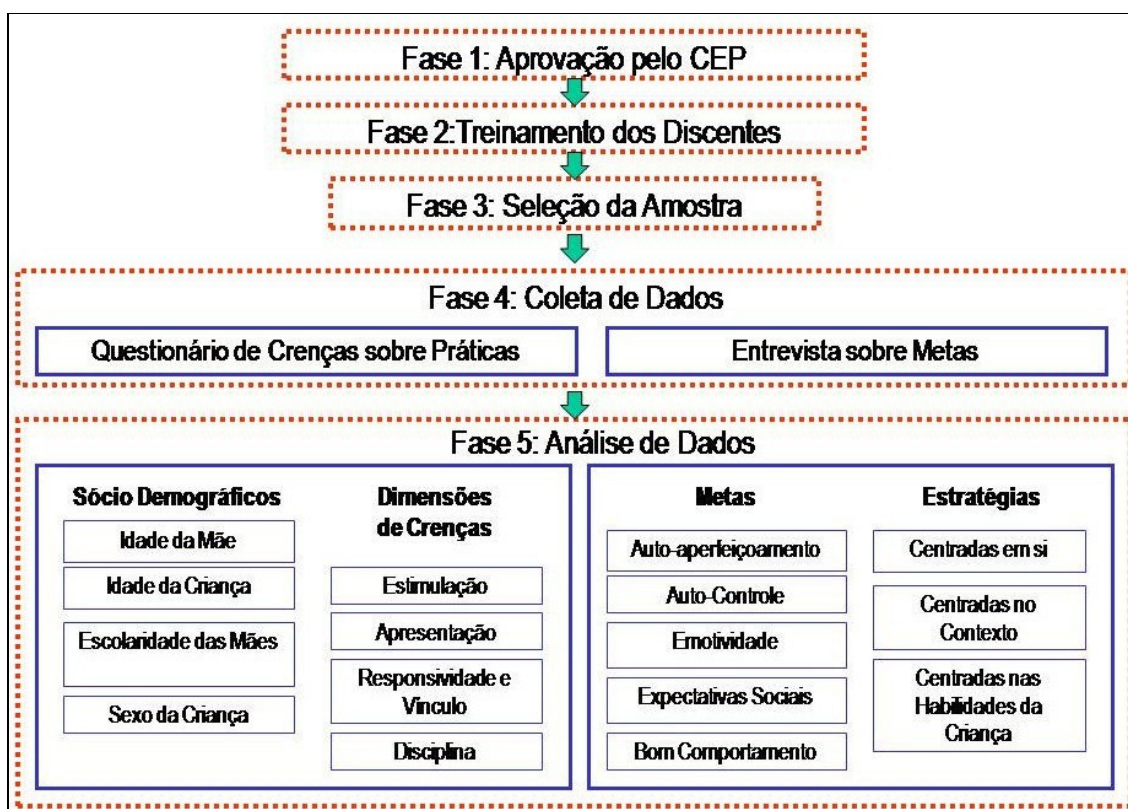 Fase 1: Aprovação pelo CEP
Fase 2:Treinamento dos Discentes
Fase 3: Seleção da Amostra
Fase 4: Coleta de Dados
Questionário de Crenças sobre Práticas
Entrevista sobre Metas
Fase 5: Análise de Dados
Sócio Demográficos
Idade da Mãe
Idade da Criança
Escolaridade das Mães
Sexo da Criança
Dimensões
de Crenças
Estimulação
Apresentação
Responsividade e
Vínculo
Disciplina
Metas
Auto-aperfeiçoamento
Auto-Controle
Emotividade
Expectativas Sociais
Bom Comportamento
Estratégias
Centradas em si
Centradas no
Contexto
Centradas nas
Habilidades da
Criança